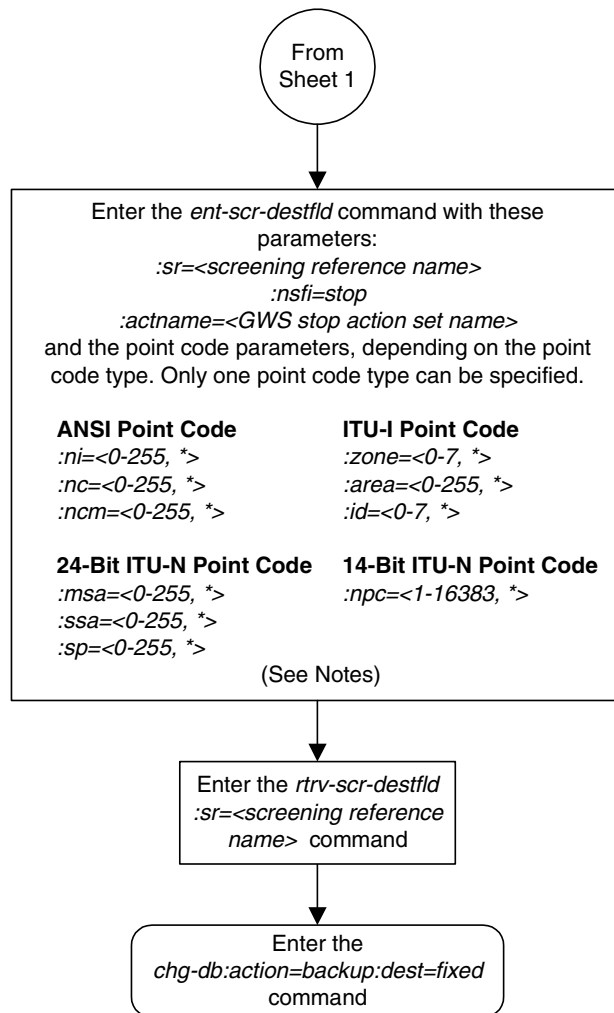 From
Sheet 1
Enter the ent-scr-destfld command with these
parameters:
:sr=<screening reference name>
:nsfi=stop
:actname=<GWS stop action set name>
and the point code parameters, depending on the point
code type. Only one point code type can be specified.
ANSI Point Code
:ni=<0-255, *>
:nc=<0-255, *>
:ncm=<0-255, *>
ITU-I Point Code
:zone=<0-7, *>
:area=<0-255, *>
:id=<0-7, *>
24-Bit ITU-N Point Code
:msa=<0-255, *>
:ssa=<0-255, *>
:sp=<0-255, *>
14-Bit ITU-N Point Code
:npc=<1-16383, *>
(See Notes)
Enter the rtrv-scr-destfld
:sr=<screening reference
name> command
Enter the
chg-db:action=backup:dest=fixed
command